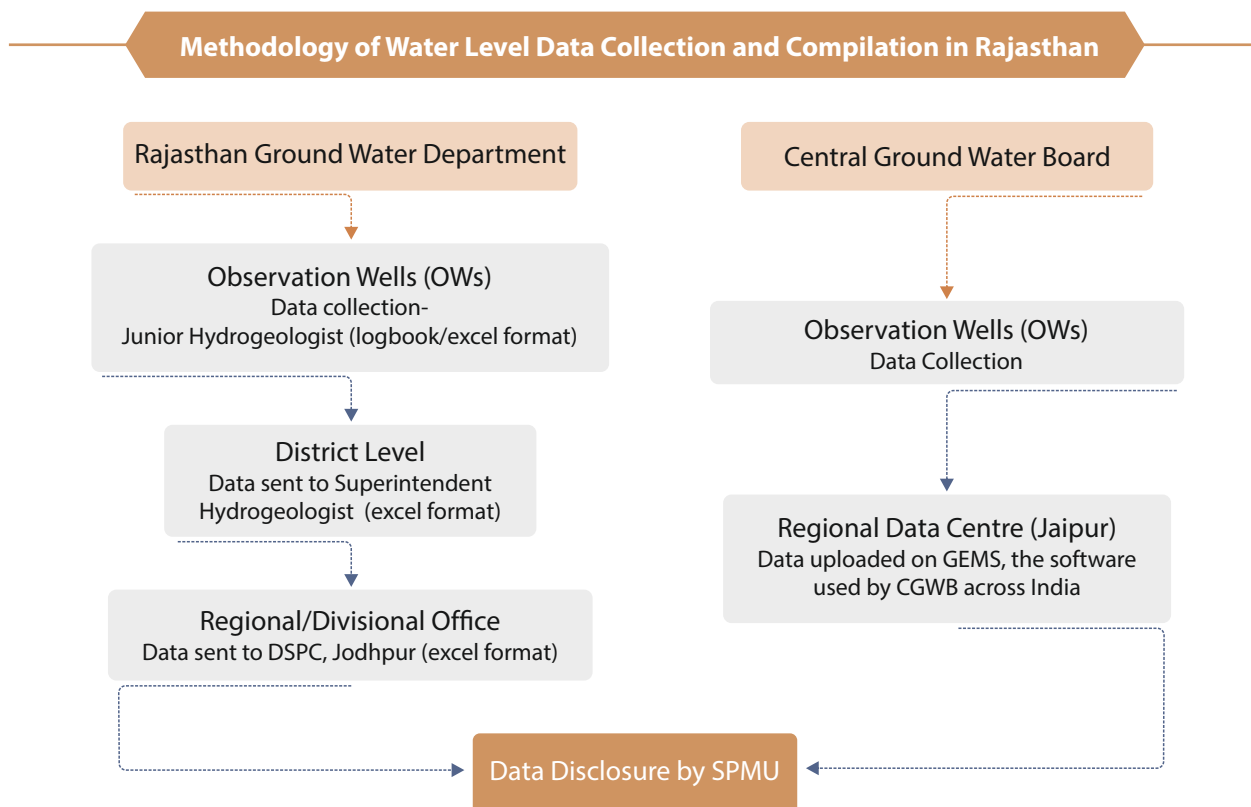 Methodology of Water Level Data Collection and Compilation in Rajasthan
Rajasthan Ground Water Department
Observation Wells (OWs)
Data collection-
Junior Hydrogeologist (logbook/excel format)
District Level
Data sent to Superintendent
Hydrogeologist (excel format)
Regional/Divisional Office
Data sent to DSPC, Jodhpur (excel format)
Central Ground Water Board
Observation Wells (OWs)
Data Collection
Regional Data Centre (Jaipur)
Data uploaded on GEMS, the software
used by CGWB across India
Data Disclosure by SPMU